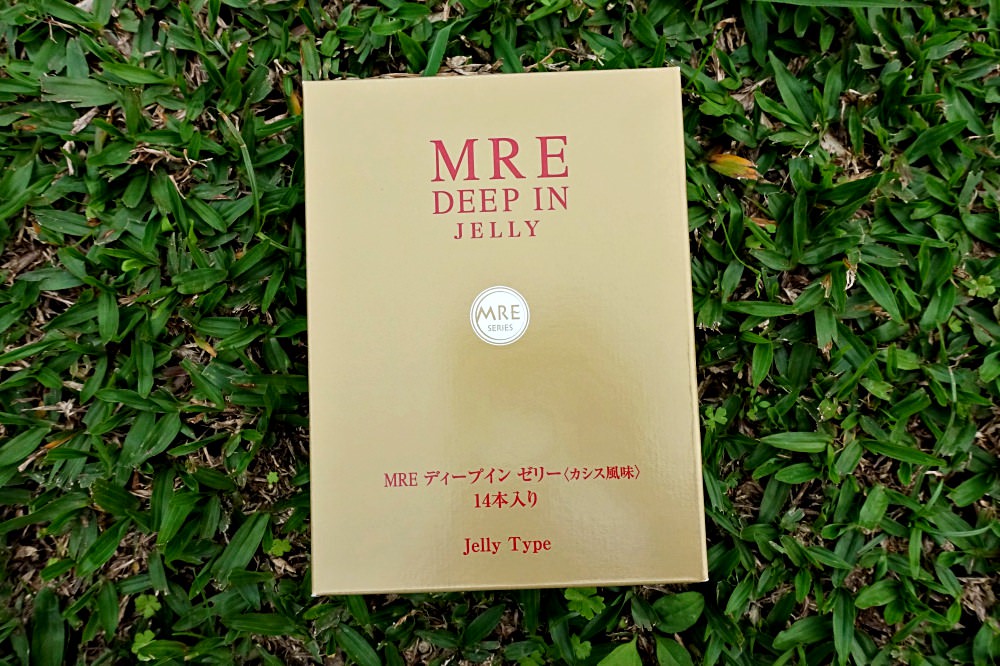 MRE
DEEP IN
JELLY
MRE
SERIES
MRE ディープイン ゼリー〈カシス風味〉
14本入り
Jelly Type